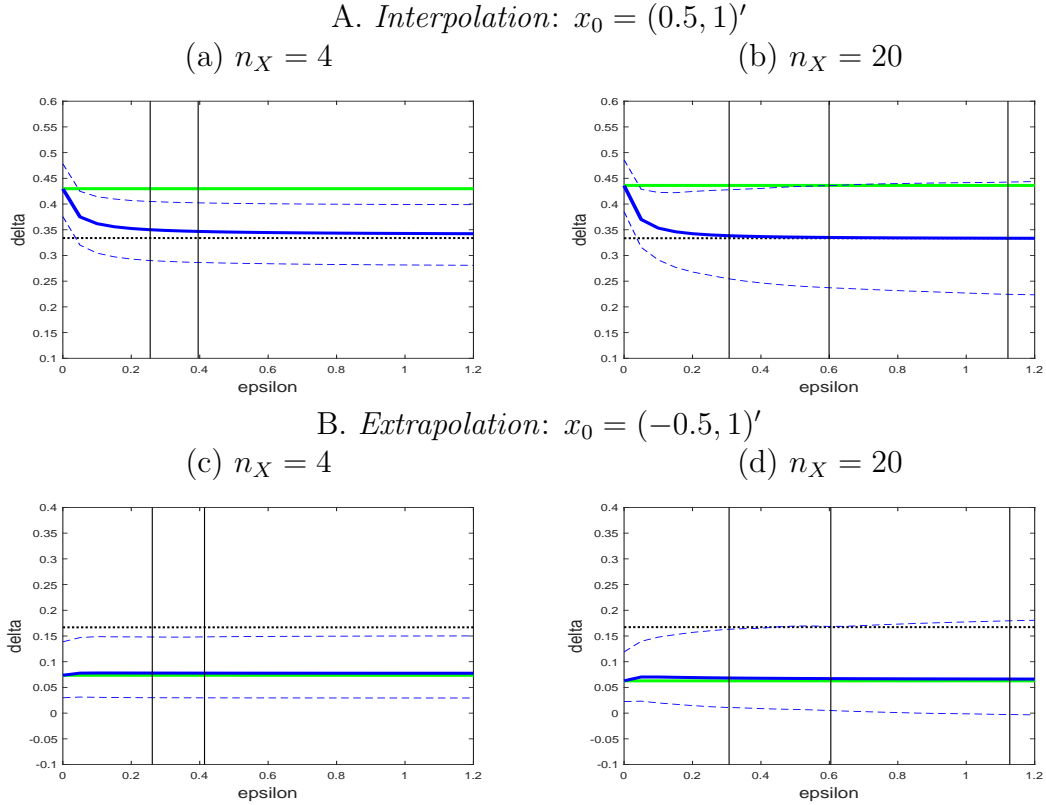 A. Interpolation: x₀ = (0.5, 1)′
(a) n_X = 4
(b) n_X = 20
0.6
0.55
0.5
0.45
0.4
0.35
0.3
0.25
0.2
0.15
0.1
delta
0 0.2 0.4 0.6 0.8 1 1.2
epsilon
0.6
0.55
0.5
0.45
0.4
0.35
0.3
0.25
0.2
0.15
0.1
delta
0 0.2 0.4 0.6 0.8 1 1.2
epsilon
B. Extrapolation: x₀ = (−0.5, 1)′
(c) n_X = 4
(d) n_X = 20
0.4
0.35
0.3
0.25
0.2
0.15
0.1
0.05
0
-0.05
-0.1
delta
0 0.2 0.4 0.6 0.8 1 1.2
epsilon
0.4
0.35
0.3
0.25
0.2
0.15
0.1
0.05
0
-0.05
-0.1
delta
0 0.2 0.4 0.6 0.8 1 1.2
epsilon